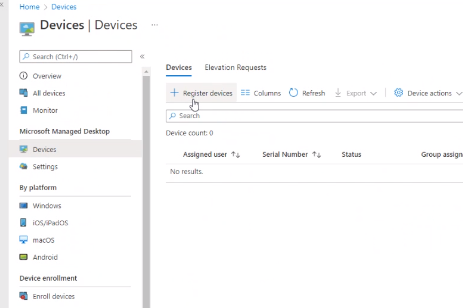 Home > Devices
Devices | Devices ...
Search (Ctrl+/) «
Overview
All devices
Monitor
Microsoft Managed Desktop
Devices
Settings
By platform
Windows
iOS/iPadOS
macOS
Android
Device enrollment
Enroll devices
Devices Elevation Requests
+ Register devices Columns Refresh Export Device actions
Search
Device count: 0
Assigned user ↑↓ Serial Number ↑↓ Status Group assign
No results.